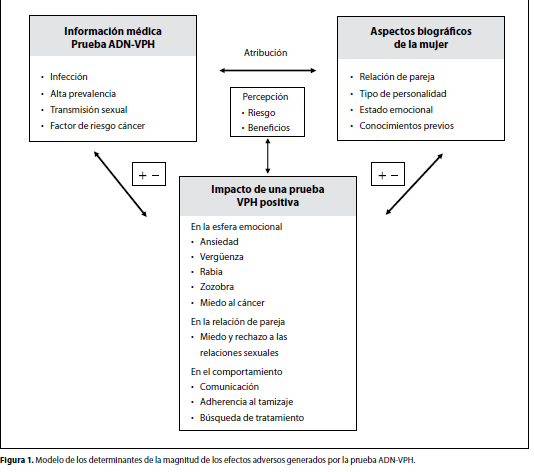 Información médica
Prueba ADN-VPH
• Infección
• Alta prevalencia
• Transmisión sexual
• Factor de riesgo cáncer
Atribución
Percepción
• Riesgo
• Beneficios
Aspectos biográficos
de la mujer
• Relación de pareja
• Tipo de personalidad
• Estado emocional
• Conocimientos previos
+ −
+ −
Impacto de una prueba
VPH positiva
En la esfera emocional
• Ansiedad
• Vergüenza
• Rabia
• Zozobra
• Miedo al cáncer
En la relación de pareja
• Miedo y rechazo a las
relaciones sexuales
En el comportamiento
• Comunicación
• Adherencia al tamizaje
• Búsqueda de tratamiento
Figura 1. Modelo de los determinantes de la magnitud de los efectos adversos generados por la prueba ADN-VPH.